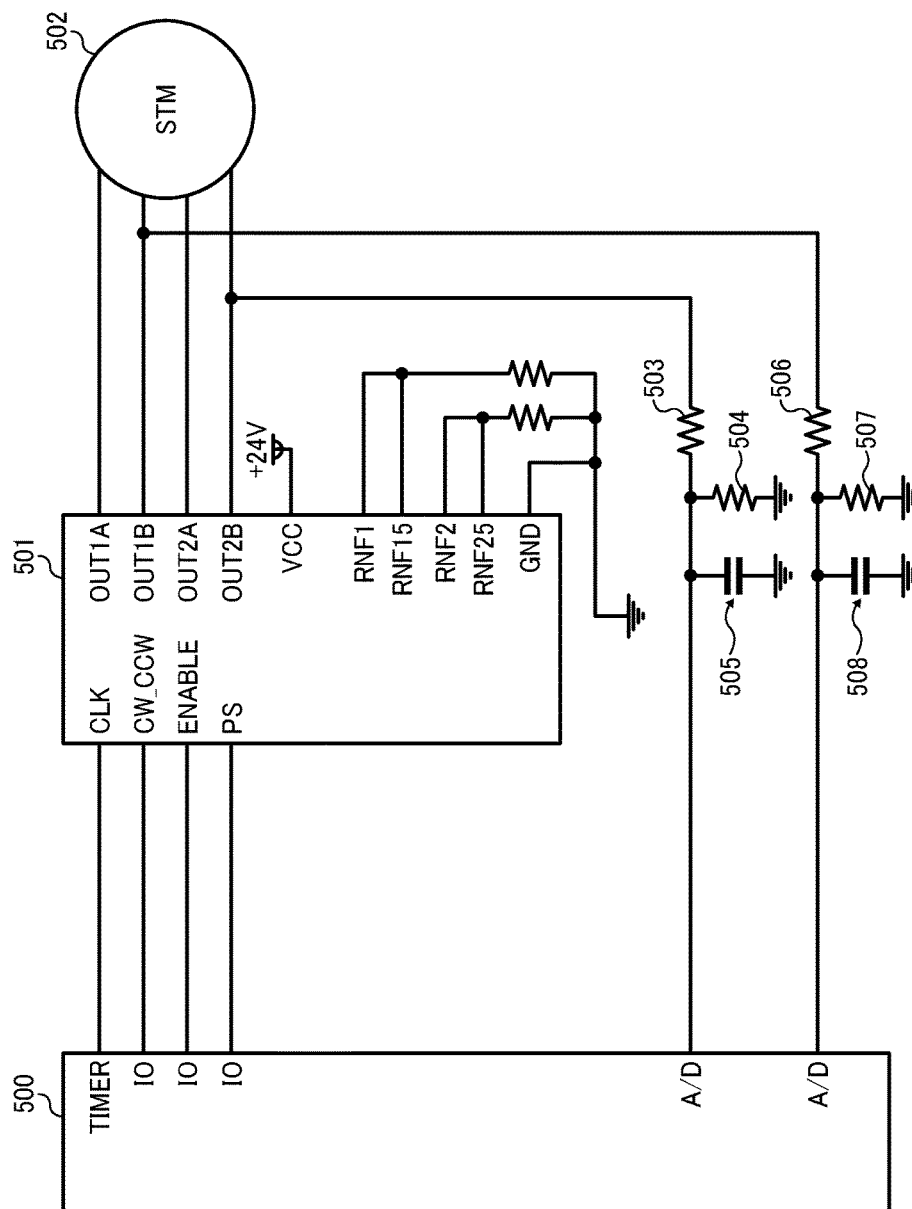 500
TIMER
IO
IO
IO
A/D
A/D
501
CLK
CW_CCW
ENABLE
PS
OUT1A
OUT1B
OUT2A
OUT2B
VCC
RNF1
RNF15
RNF2
RNF25
GND
+24V
502
STM
503
504
505
506
507
508